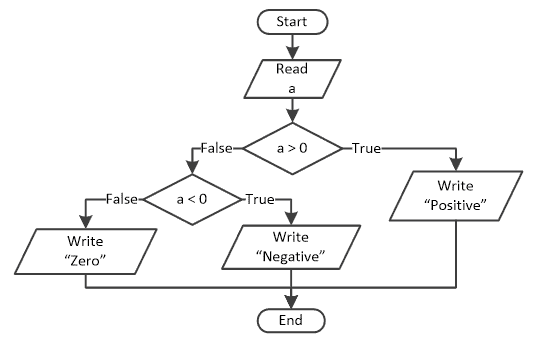 Start
Read
a
a > 0
False
True
a < 0
False
True
Write
"Positive"
Write
"Zero"
Write
"Negative"
End